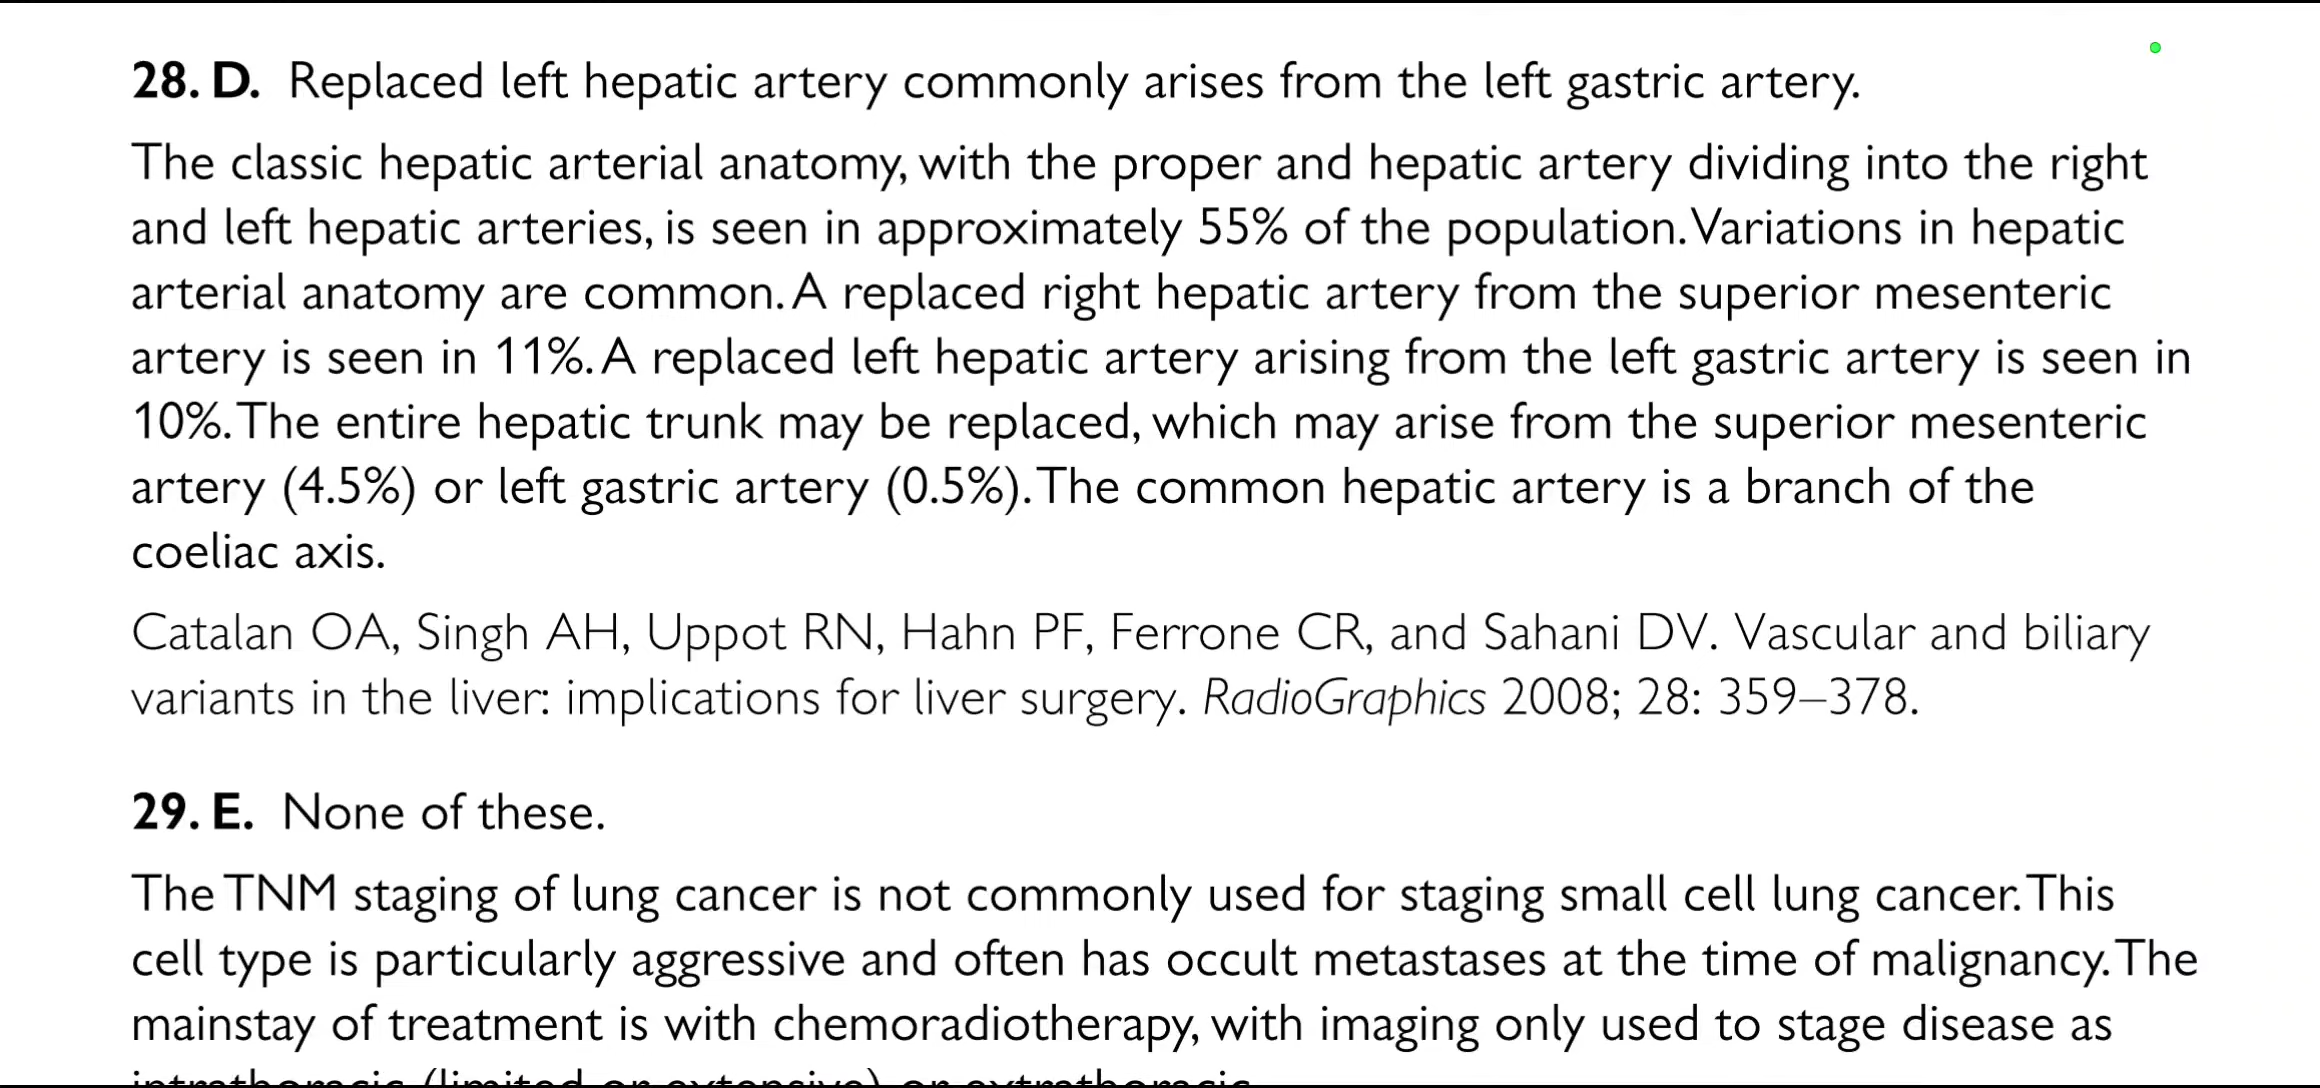 28. D. Replaced left hepatic artery commonly arises from the left gastric artery.
The classic hepatic arterial anatomy, with the proper and hepatic artery dividing into the right
and left hepatic arteries, is seen in approximately 55% of the population. Variations in hepatic
arterial anatomy are common. A replaced right hepatic artery from the superior mesenteric
artery is seen in 11%. A replaced left hepatic artery arising from the left gastric artery is seen in
10%. The entire hepatic trunk may be replaced, which may arise from the superior mesenteric
artery (4.5%) or left gastric artery (0.5%). The common hepatic artery is a branch of the
coeliac axis.
Catalan OA, Singh AH, Uppot RN, Hahn PF, Ferrone CR, and Sahani DV. Vascular and biliary
variants in the liver: implications for liver surgery. RadioGraphics 2008; 28: 359–378.
29. E. None of these.
The TNM staging of lung cancer is not commonly used for staging small cell lung cancer. This
cell type is particularly aggressive and often has occult metastases at the time of malignancy. The
mainstay of treatment is with chemoradiotherapy, with imaging only used to stage disease as
intrathoracic (limited or extensive) or extrathoracic